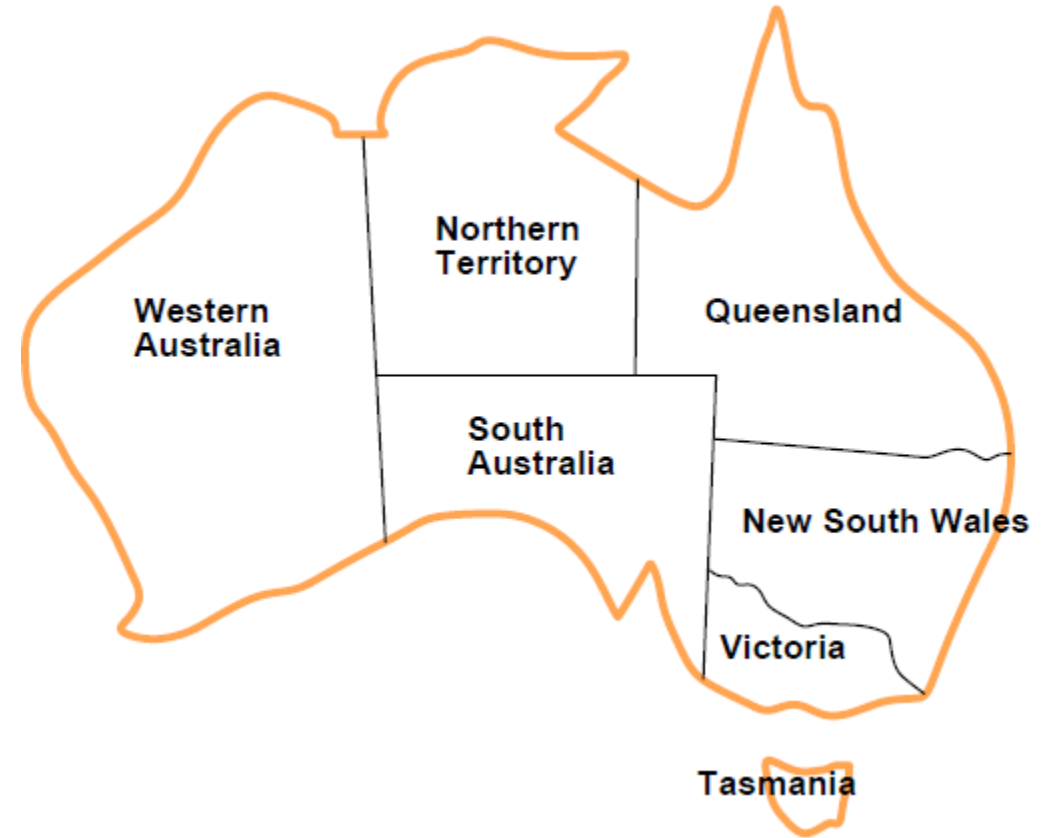 Northern
Territory
Western
Australia
Queensland
South
Australia
New South Wales
Victoria
Tasmania